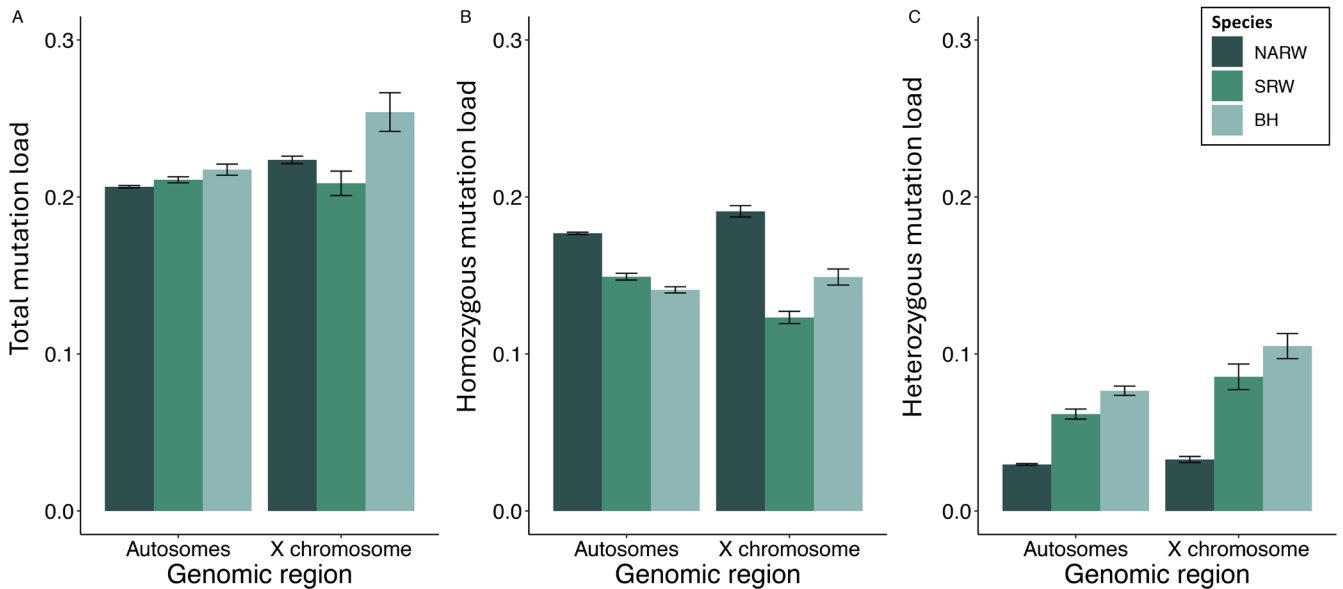 A
Total mutation load
0.3
0.2
0.1
0.0
Autosomes
X chromosome
Genomic region
B
Homozygous mutation load
0.3
0.2
0.1
0.0
Autosomes
X chromosome
Genomic region
C
Heterozygous mutation load
0.3
0.2
0.1
0.0
Autosomes
X chromosome
Genomic region
Species
NARW
SRW
BH